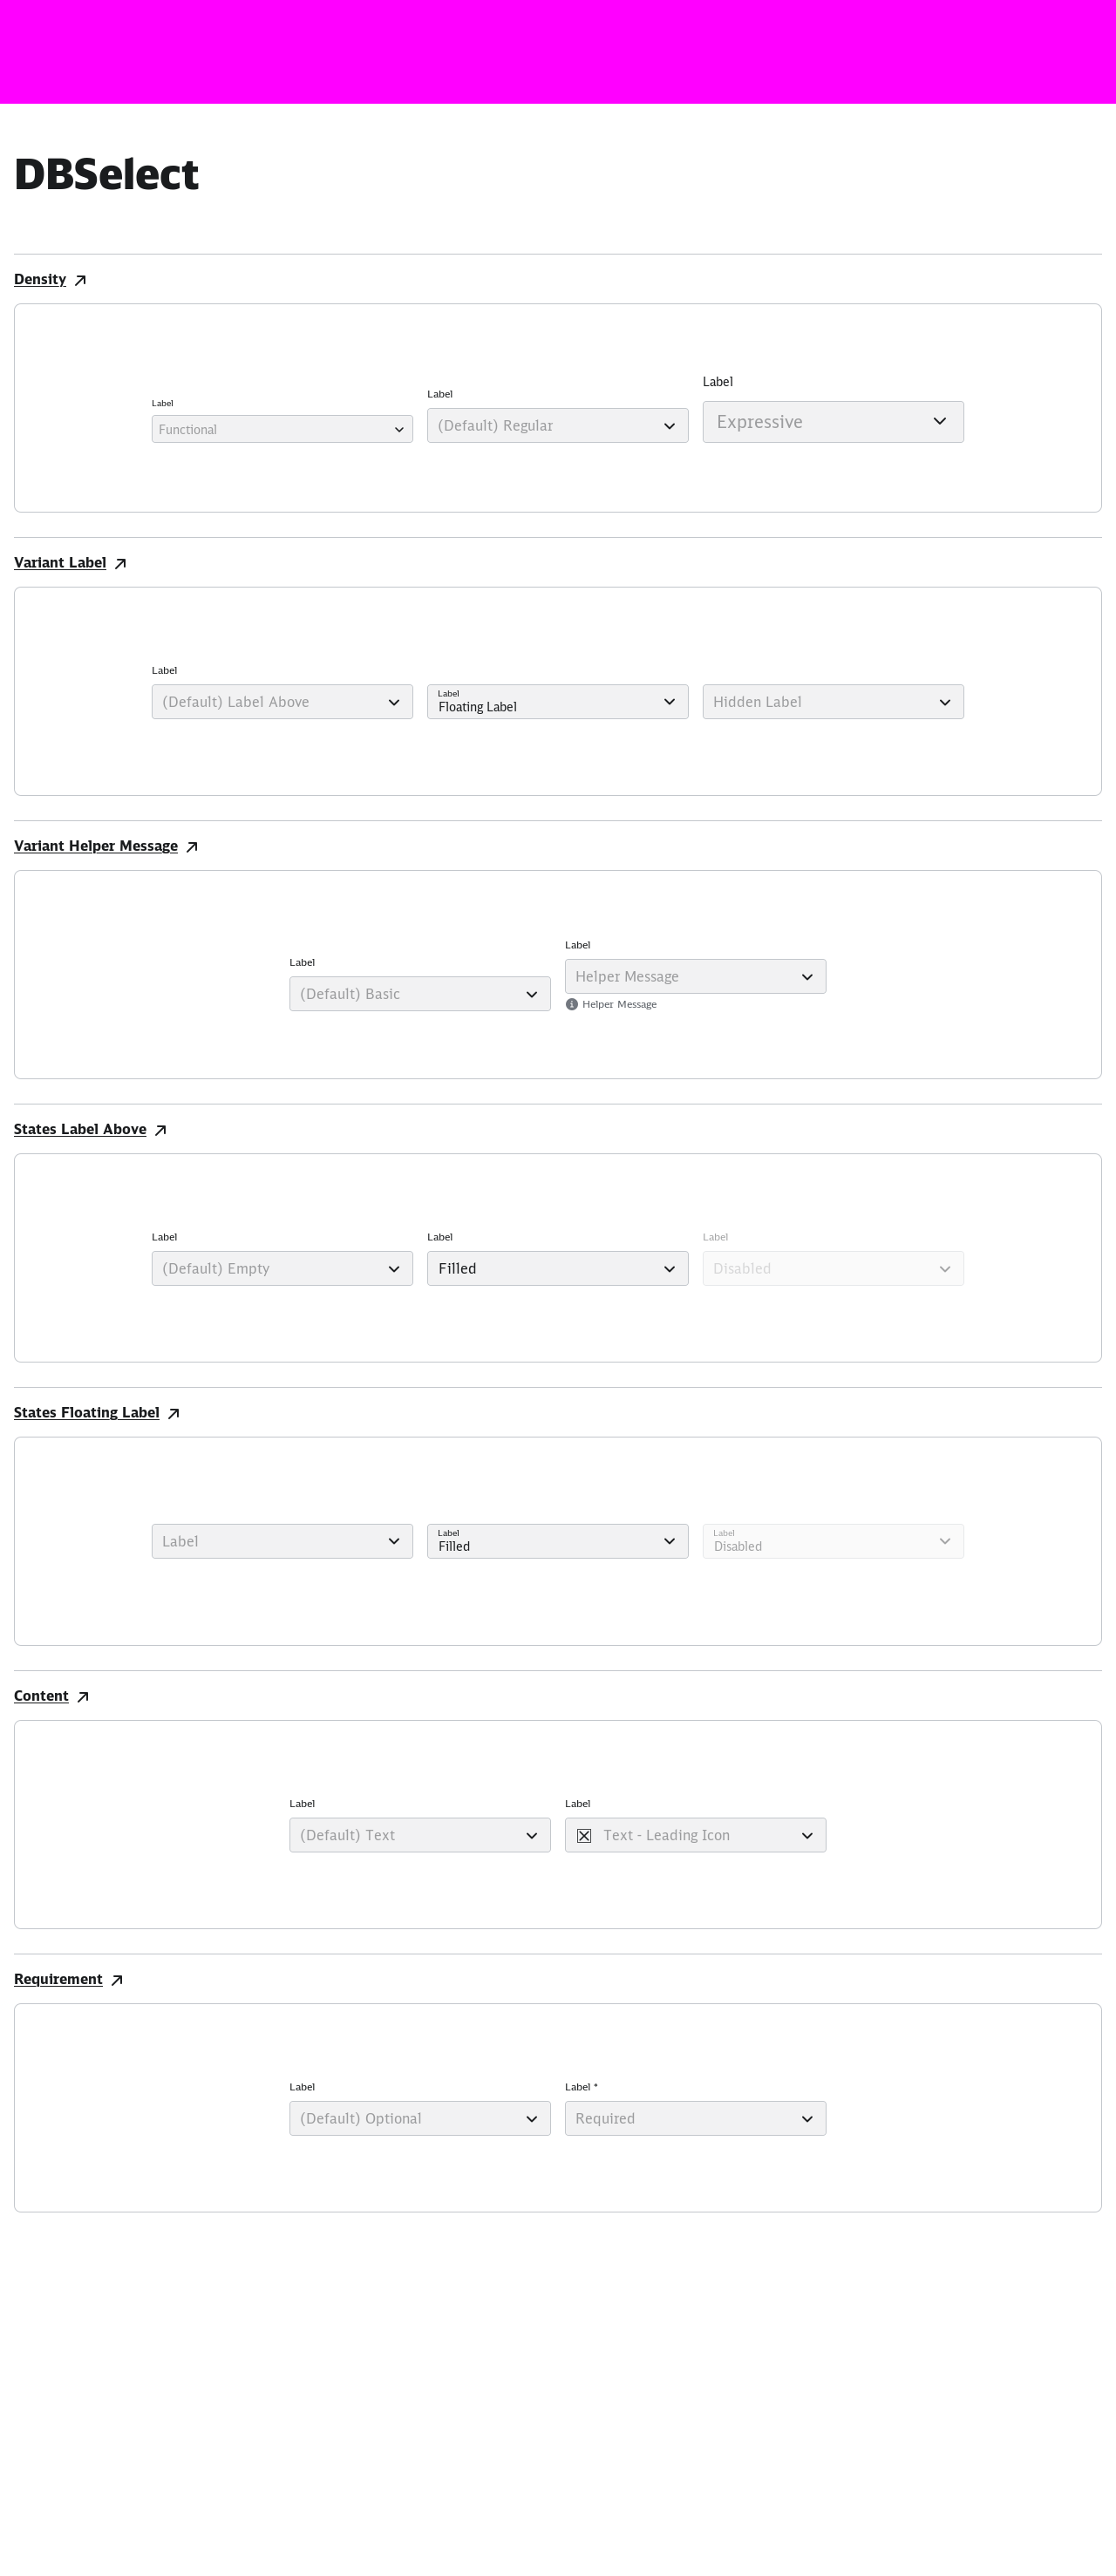 DBSelect
Density
Label Label Label
Functional (Default) Regular Expressive
Variant Label
Label
(Default) Label Above Label Floating Label Hidden Label
Variant Helper Message
Label Label
(Default) Basic Helper Message
Helper Message
States Label Above
Label Label Label
(Default) Empty Filled Disabled
States Floating Label
Label Label Filled Label Disabled
Content
Label Label
(Default) Text Text - Leading Icon
Requirement
Label Label *
(Default) Optional Required